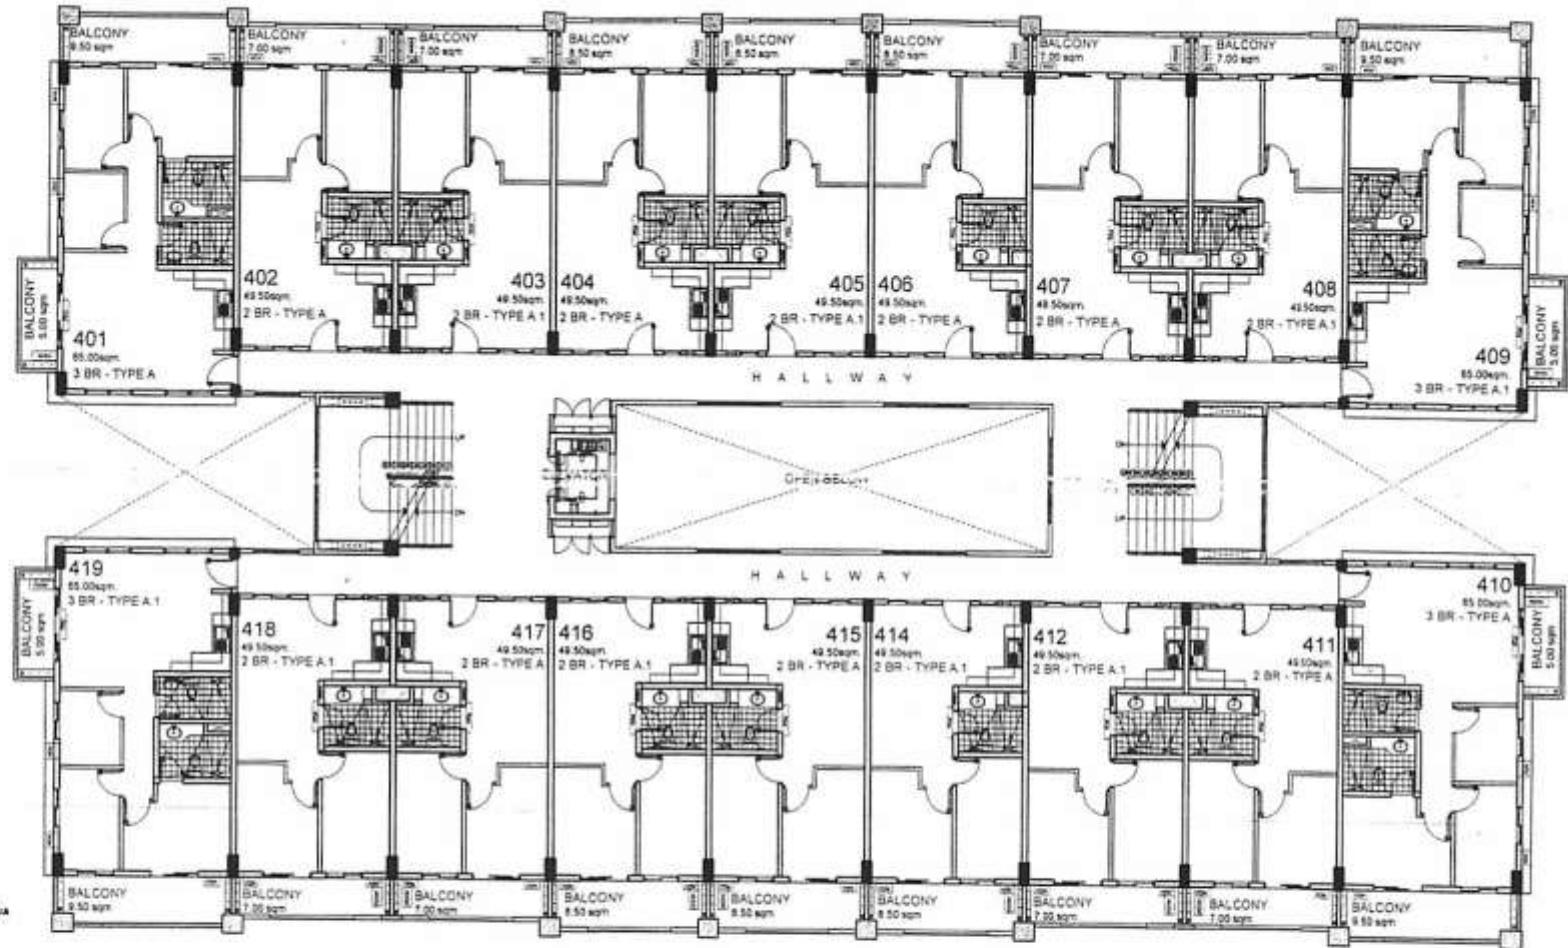 BALCONY
9.50 sqm
BALCONY
7.00 sqm
BALCONY
7.00 sqm
BALCONY
8.50 sqm
BALCONY
8.50 sqm
BALCONY
8.50 sqm
BALCONY
7.00 sqm
BALCONY
7.00 sqm
BALCONY
9.50 sqm
BALCONY
5.00 sqm
401
65.00sqm.
3 BR - TYPE A
402
49.50sqm.
2 BR - TYPE A
403
49.50sqm.
2 BR - TYPE A.1
404
49.50sqm.
2 BR - TYPE A
405
49.50sqm.
2 BR - TYPE A.1
406
49.50sqm.
2 BR - TYPE A
407
49.50sqm.
2 BR - TYPE A
408
49.50sqm.
2 BR - TYPE A.1
409
65.00sqm.
3 BR - TYPE A.1
BALCONY
5.00 sqm
HALLWAY
UP
DN
DN
UP
HALLWAY
BALCONY
5.00 sqm
419
65.00sqm.
3 BR - TYPE A.1
418
49.50sqm.
2 BR - TYPE A.1
417
49.50sqm.
2 BR - TYPE A
416
49.50sqm.
2 BR - TYPE A.1
415
49.50sqm.
2 BR - TYPE A
414
49.50sqm.
2 BR - TYPE A.1
412
49.50sqm.
2 BR - TYPE A.1
411
49.50sqm.
2 BR - TYPE A
410
65.00sqm.
3 BR - TYPE A
BALCONY
5.00 sqm
BALCONY
9.50 sqm
BALCONY
7.00 sqm
BALCONY
7.00 sqm
BALCONY
8.50 sqm
BALCONY
8.50 sqm
BALCONY
8.50 sqm
BALCONY
7.00 sqm
BALCONY
7.00 sqm
BALCONY
9.50 sqm